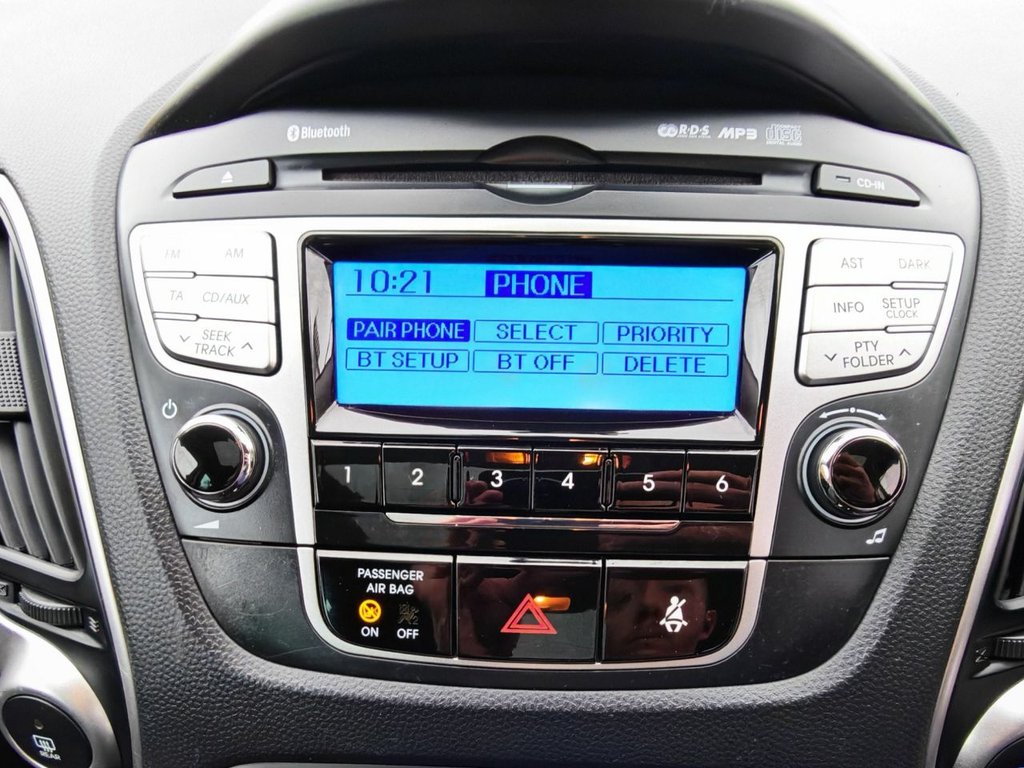 Bluetooth
R·D·S MP3 disc
CD-IN
FM AM
TA CD/AUX
SEEK
TRACK
10:21 PHONE
PAIR PHONE SELECT PRIORITY
BT SETUP BT OFF DELETE
AST DARK
INFO SETUP
CLOCK
PTY
FOLDER
1 2 3 4 5 6
PASSENGER
AIR BAG
ON OFF
REAR